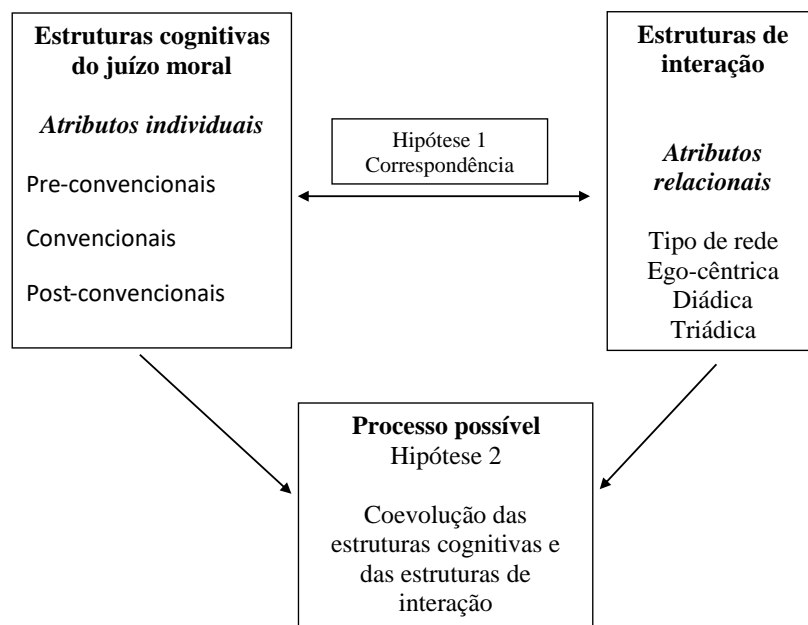 Estruturas cognitivas
do juízo moral
Atributos individuais
Pre-convencionais
Convencionais
Post-convencionais
Hipótese 1
Correspondência
Estruturas de
interação
Atributos
relacionais
Tipo de rede
Ego-cêntrica
Diádica
Triádica
Processo possível
Hipótese 2
Coevolução das
estruturas cognitivas e
das estruturas de
interação